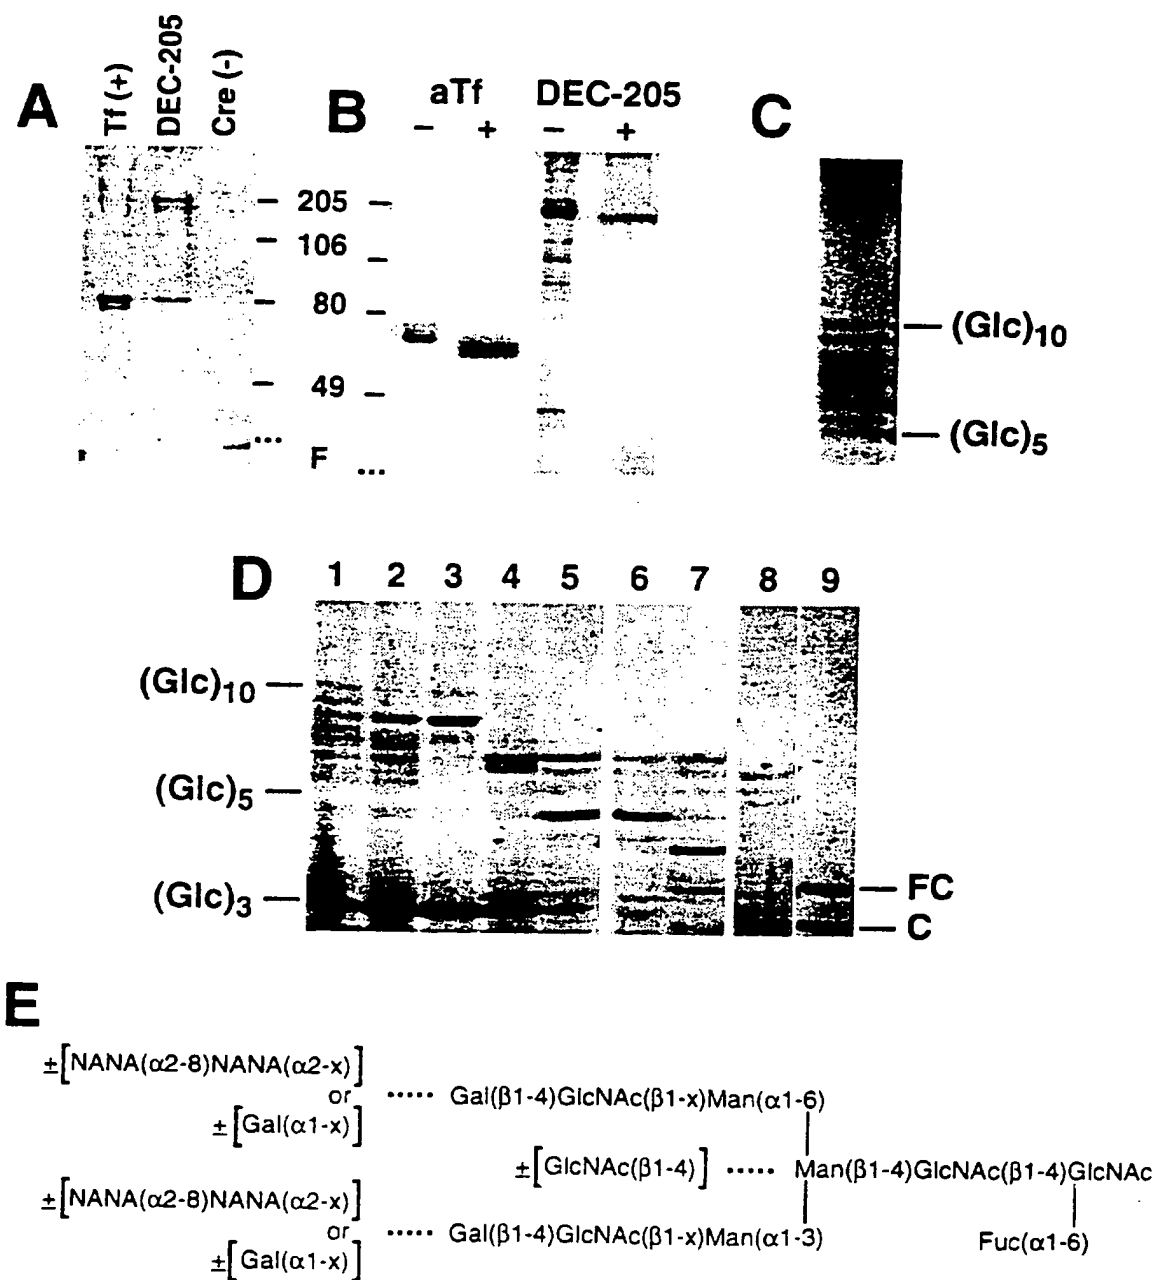 A
Tf (+)
DEC-205
Cre (-)
B
aTf
DEC-205
− + − +
C
205
106
80
49
F
(Glc)10
(Glc)5
D
1 2 3 4 5 6 7 8 9
(Glc)10
(Glc)5
(Glc)3
FC
C
E
±[NANA(α2-8)NANA(α2-x)]
or
±[Gal(α1-x)]
····· Gal(β1-4)GlcNAc(β1-x)Man(α1-6)
±[GlcNAc(β1-4)] ····· Man(β1-4)GlcNAc(β1-4)GlcNAc
±[NANA(α2-8)NANA(α2-x)]
or
±[Gal(α1-x)]
····· Gal(β1-4)GlcNAc(β1-x)Man(α1-3)
Fuc(α1-6)